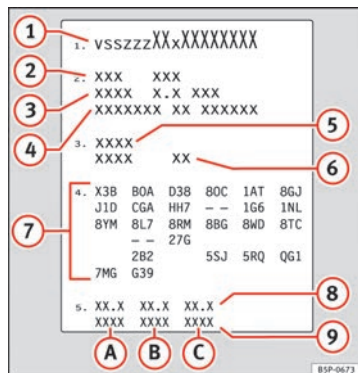 1 1. VSSZZZXXxXXXXXXXX
2 2. XXX XXX
3 XXXX X.X XXX
4 XXXXXXX XX XXXXXX
3. XXXX 5
XXXX XX 6
4. X3B BOA D38 80C 1AT 8GJ
J1D CGA HH7 -- 1G6 1NL
7 8YM 8L7 8RM 8BG 8WD 8TC
-- 27G
2B2 5SJ 5RQ QG1
7MG G39
5. XX.X XX.X XX.X 8
XXXX XXXX XXXX 9
A B C
B5P-0673